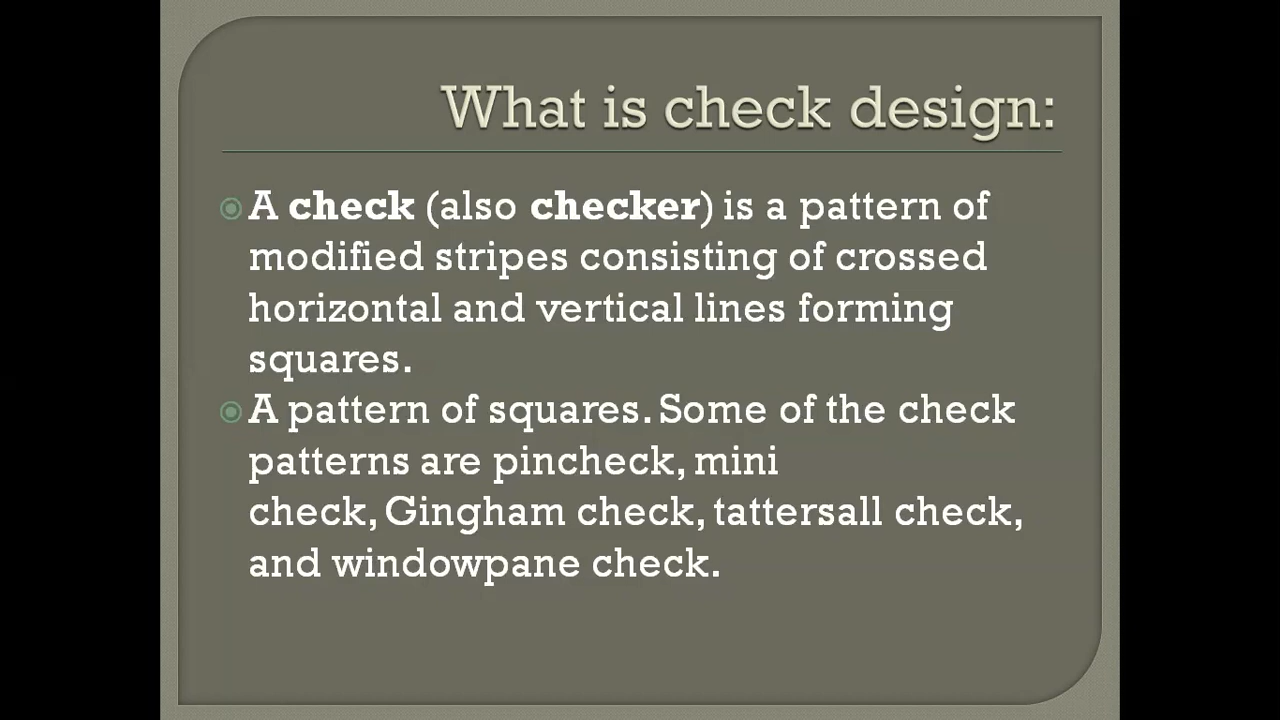 What is check design:
A check (also checker) is a pattern of
modified stripes consisting of crossed
horizontal and vertical lines forming
squares.
A pattern of squares. Some of the check
patterns are pincheck, mini
check, Gingham check, tattersall check,
and windowpane check.